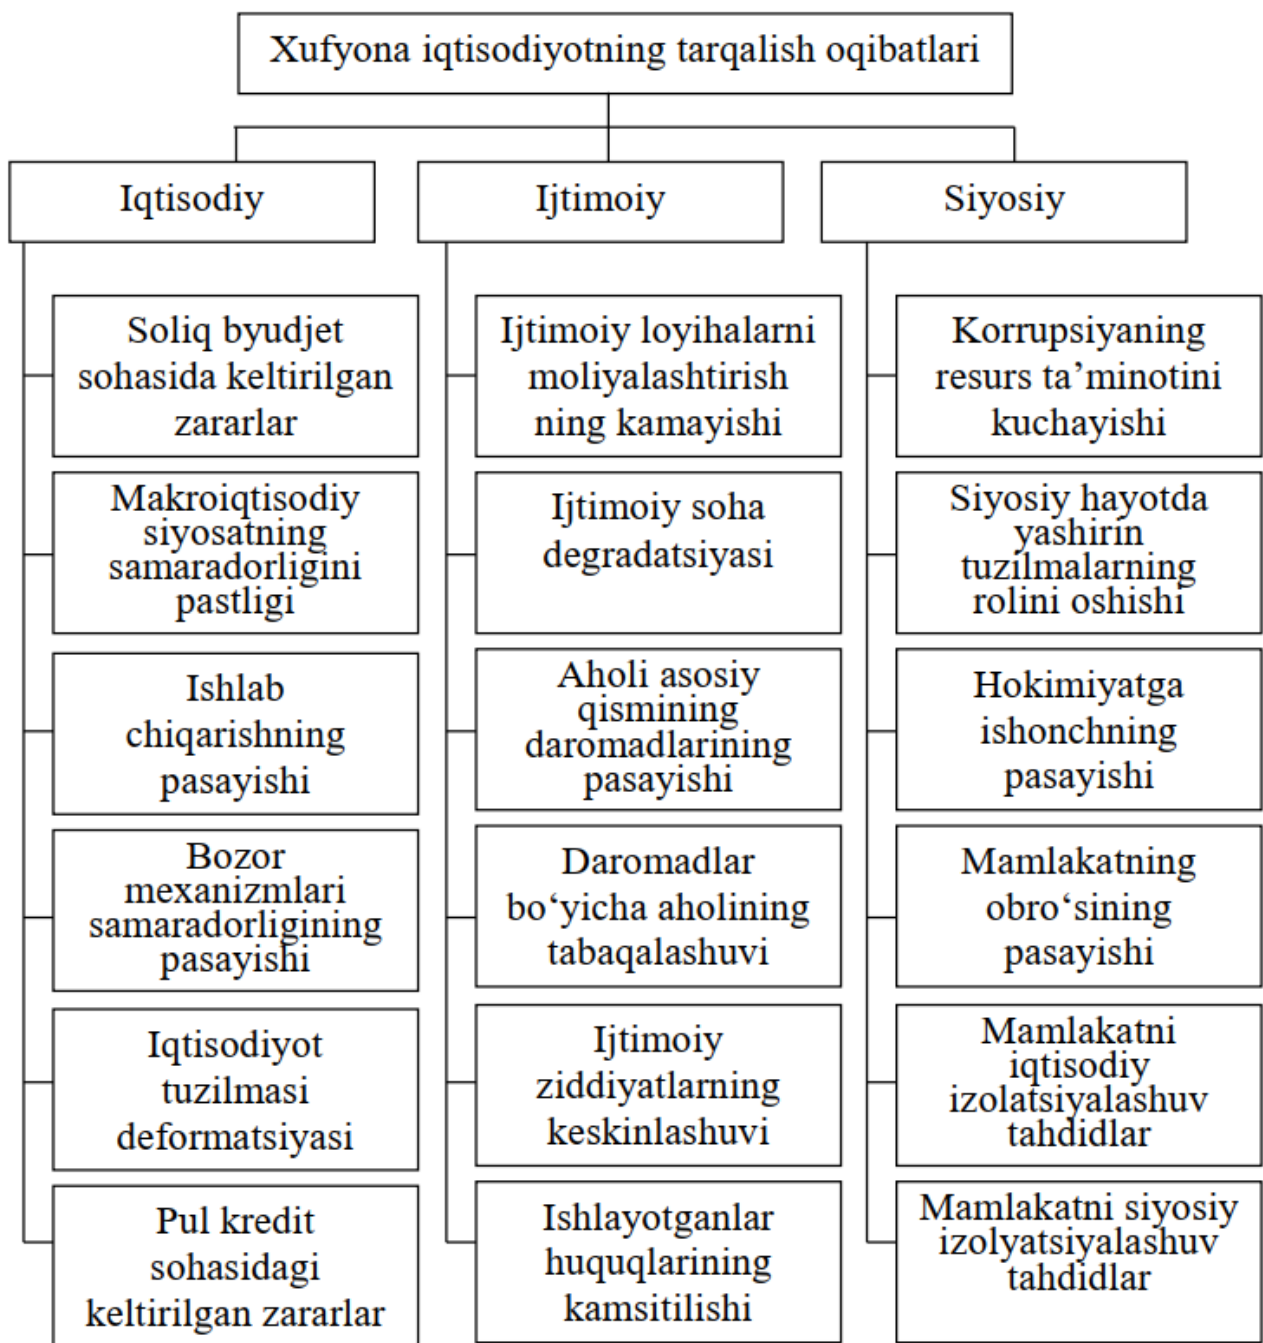 Xufyona iqtisodiyotning tarqalish oqibatlari
Iqtisodiy
Soliq byudjet
sohasida keltirilgan
zararlar
Makroiqtisodiy
siyosatning
samaradorligini
pastligi
Ishlab
chiqarishning
pasayishi
Bozor
mexanizmlari
samaradorligining
pasayishi
Iqtisodiyot
tuzilmasi
deformatsiyasi
Pul kredit
sohasidagi
keltirilgan zararlar
Ijtimoiy
Ijtimoiy loyihalarni
moliyalashtirish
ning kamayishi
Ijtimoiy soha
degradatsiyasi
Aholi asosiy
qismining
daromadlarining
pasayishi
Daromadlar
bo‘yicha aholining
tabaqalashuvi
Ijtimoiy
ziddiyatlarning
keskinlashuvi
Ishlayotganlar
huquqlarining
kamsitilishi
Siyosiy
Korrupsiyaning
resurs ta’minotini
kuchayishi
Siyosiy hayotda
yashirin
tuzilmalarning
rolini oshishi
Hokimiyatga
ishonchning
pasayishi
Mamlakatning
obro‘sining
pasayishi
Mamlakatni
iqtisodiy
izolatsiyalashuv
tahdidlar
Mamlakatni siyosiy
izolyatsiyalashuv
tahdidlar